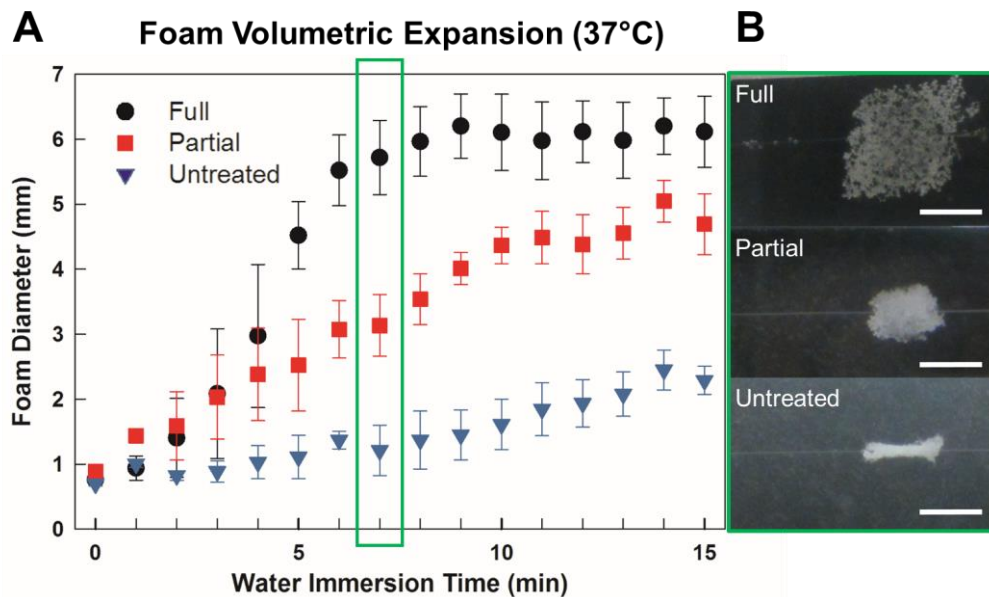 A
Foam Volumetric Expansion (37°C)
B
7
6
5
4
3
2
1
0
Foam Diameter (mm)
Full
Partial
Untreated
0
5
10
15
Water Immersion Time (min)
Full
Partial
Untreated